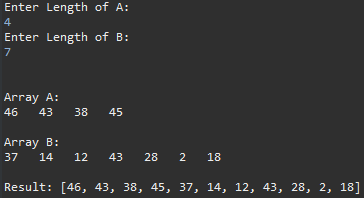 Enter Length of A:
4
Enter Length of B:
7
Array A:
46 43 38 45
Array B:
37 14 12 43 28 2 18
Result: [46, 43, 38, 45, 37, 14, 12, 43, 28, 2, 18]